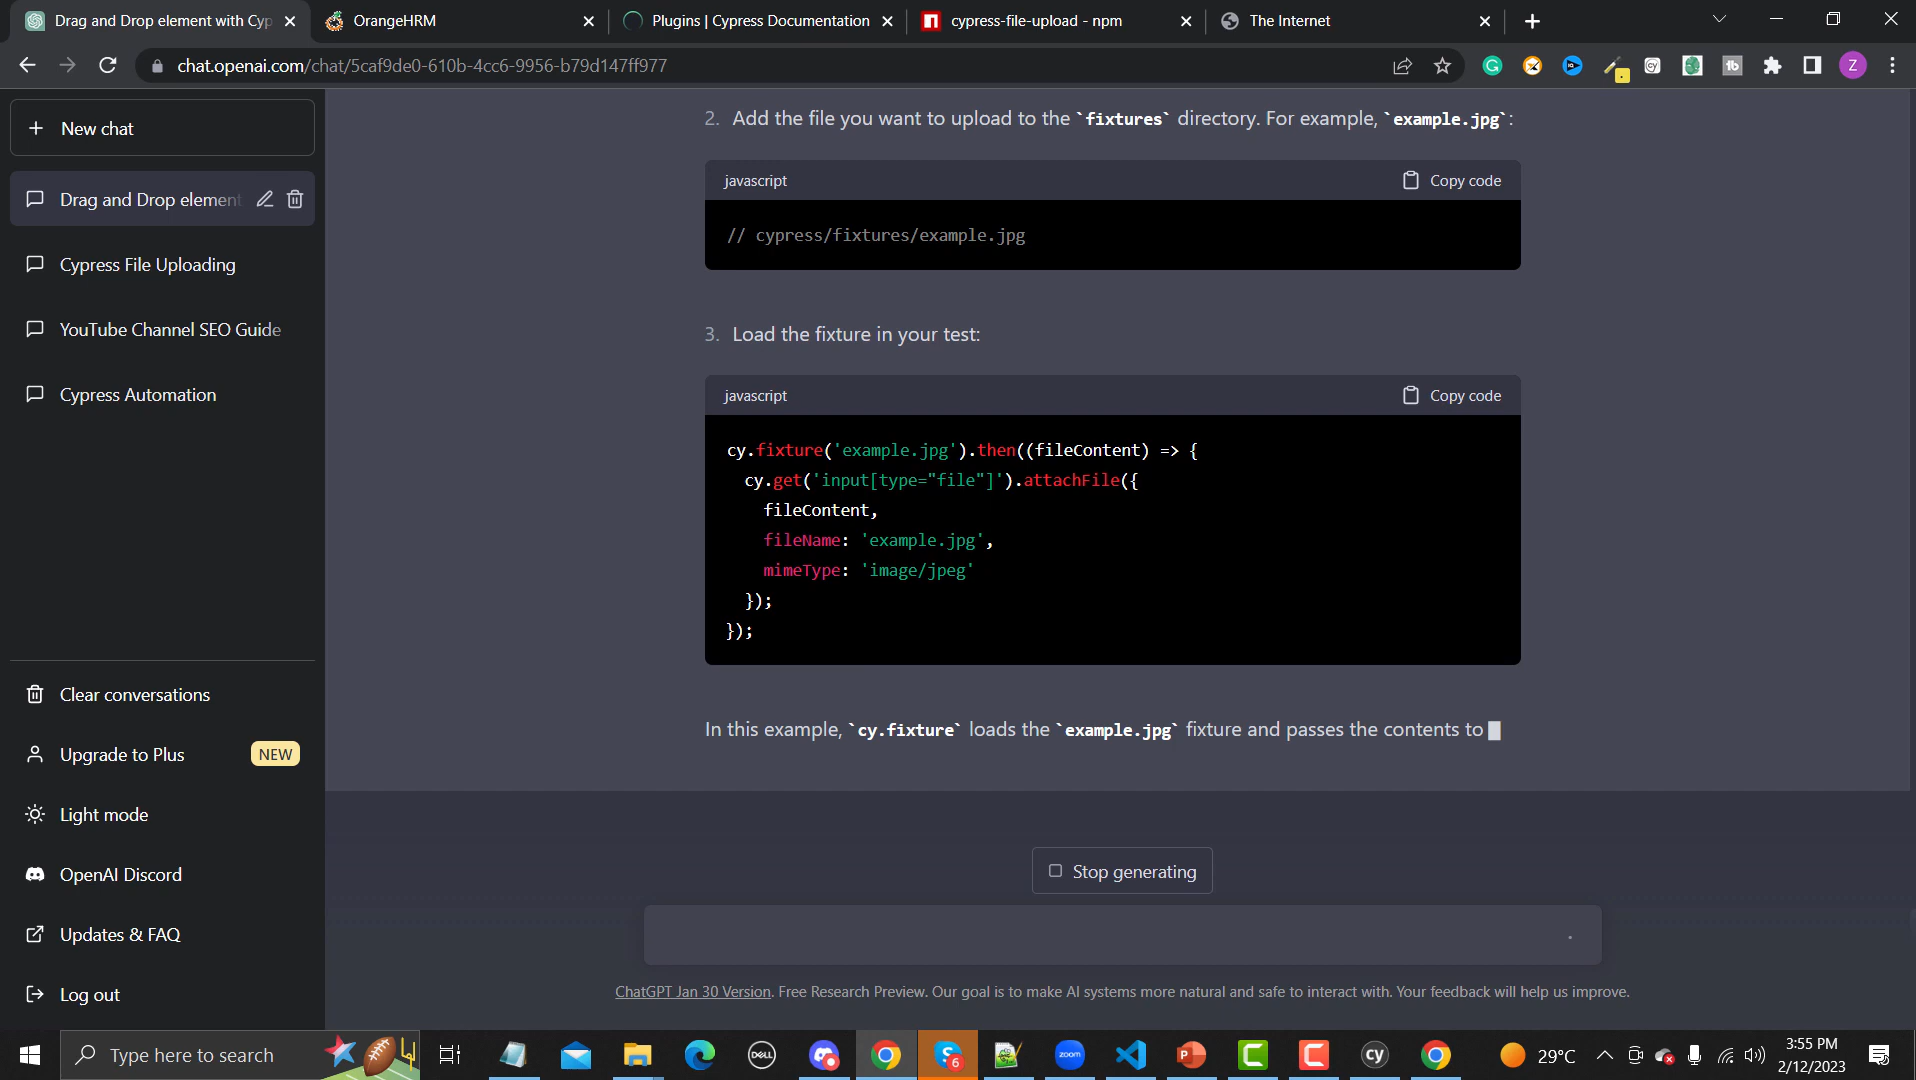 Drag and Drop element with Cyp
OrangeHRM
Plugins | Cypress Documentation
cypress-file-upload - npm
The Internet
chat.openai.com/chat/5caf9de0-610b-4cc6-9956-b79d147ff977
Z
New chat
Drag and Drop element
Cypress File Uploading
YouTube Channel SEO Guide
Cypress Automation
Clear conversations
Upgrade to Plus
NEW
Light mode
OpenAI Discord
Updates & FAQ
Log out
2. Add the file you want to upload to the `fixtures` directory. For example, `example.jpg`:
javascript
Copy code
// cypress/fixtures/example.jpg
3. Load the fixture in your test:
javascript
Copy code
cy.fixture('example.jpg').then((fileContent) => {
cy.get('input[type="file"]').attachFile({
fileContent,
fileName: 'example.jpg',
mimeType: 'image/jpeg'
});
});
In this example, `cy.fixture` loads the `example.jpg` fixture and passes the contents to
Stop generating
ChatGPT Jan 30 Version. Free Research Preview. Our goal is to make AI systems more natural and safe to interact with. Your feedback will help us improve.
Type here to search
DELL
6
zoom
cy
29°C
3:55 PM
2/12/2023